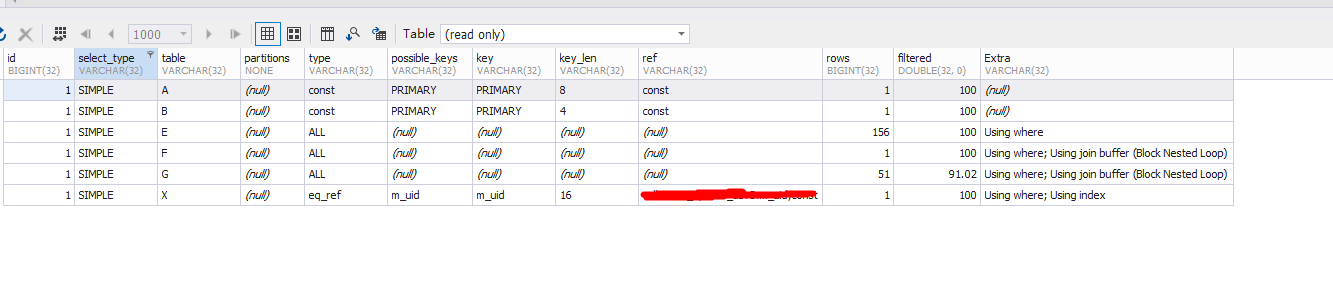 1000 Table (read only)
id select_type table partitions type possible_keys key key_len ref rows filtered Extra
BIGINT(32) VARCHAR(32) VARCHAR(32) NONE VARCHAR(32) VARCHAR(32) VARCHAR(32) VARCHAR(32) VARCHAR(32) BIGINT(32) DOUBLE(32, 0) VARCHAR(32)
1 SIMPLE A (null) const PRIMARY PRIMARY 8 const 1 100 (null)
1 SIMPLE B (null) const PRIMARY PRIMARY 4 const 1 100 (null)
1 SIMPLE E (null) ALL (null) (null) (null) (null) 156 100 Using where
1 SIMPLE F (null) ALL (null) (null) (null) (null) 1 100 Using where; Using join buffer (Block Nested Loop)
1 SIMPLE G (null) ALL (null) (null) (null) (null) 51 91.02 Using where; Using join buffer (Block Nested Loop)
1 SIMPLE X (null) eq_ref m_uid m_uid 16 1 100 Using where; Using index